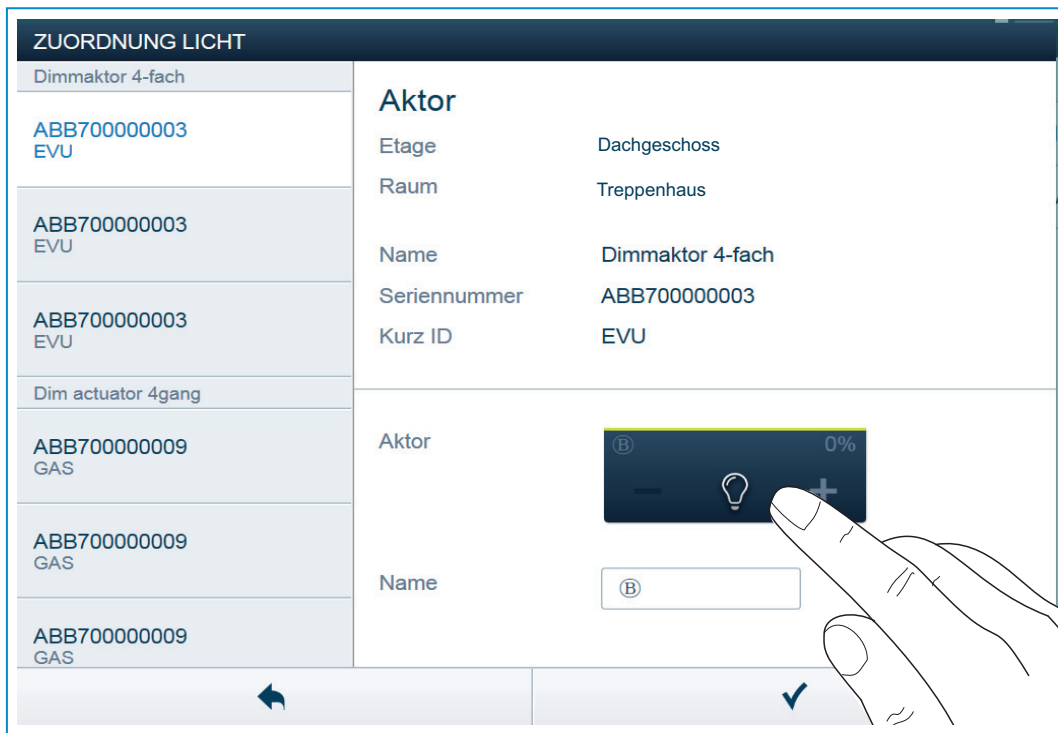 ZUORDNUNG LICHT
Dimmaktor 4-fach
ABB700000003
EVU
ABB700000003
EVU
ABB700000003
EVU
Dim actuator 4gang
ABB700000009
GAS
ABB700000009
GAS
ABB700000009
GAS
Aktor
Etage Dachgeschoss
Raum Treppenhaus
Name Dimmaktor 4-fach
Seriennummer ABB700000003
Kurz ID EVU
Aktor
Ⓑ 0%
Name
Ⓑ